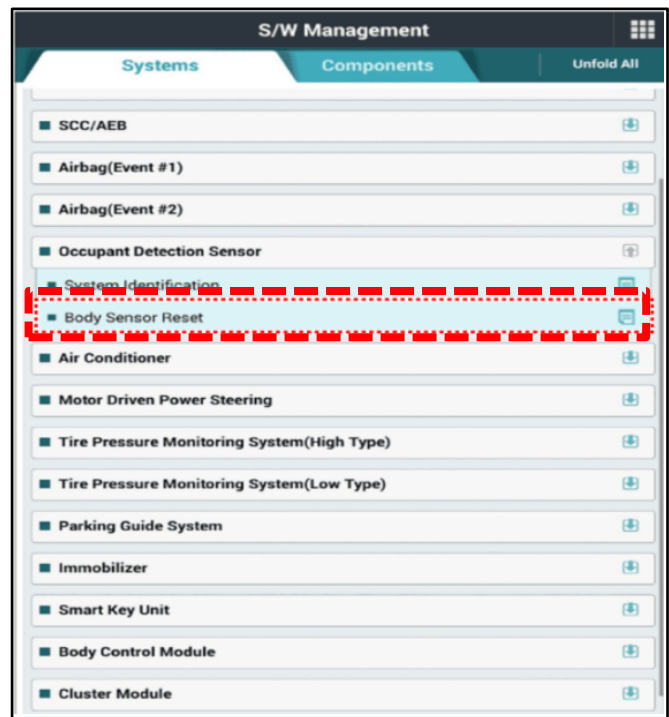 S/W Management
Systems
Components
Unfold All
SCC/AEB
Airbag(Event #1)
Airbag(Event #2)
Occupant Detection Sensor
System Identification
Body Sensor Reset
Air Conditioner
Motor Driven Power Steering
Tire Pressure Monitoring System(High Type)
Tire Pressure Monitoring System(Low Type)
Parking Guide System
Immobilizer
Smart Key Unit
Body Control Module
Cluster Module